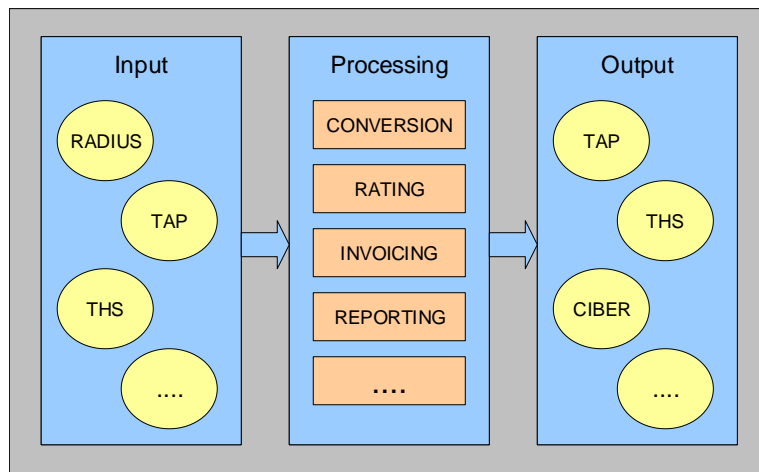 Input
RADIUS
TAP
THS
....
Processing
CONVERSION
RATING
INVOICING
REPORTING
....
Output
TAP
THS
CIBER
....